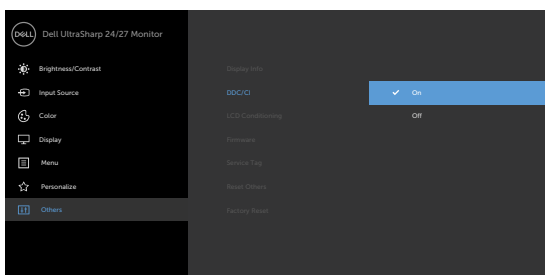 DELL Dell UltraSharp 24/27 Monitor
Brightness/Contrast
Input Source
Color
Display
Menu
Personalize
Others
Display Info
DDC/CI
LCD Conditioning
Firmware
Service Tag
Reset Others
Factory Reset
On
Off